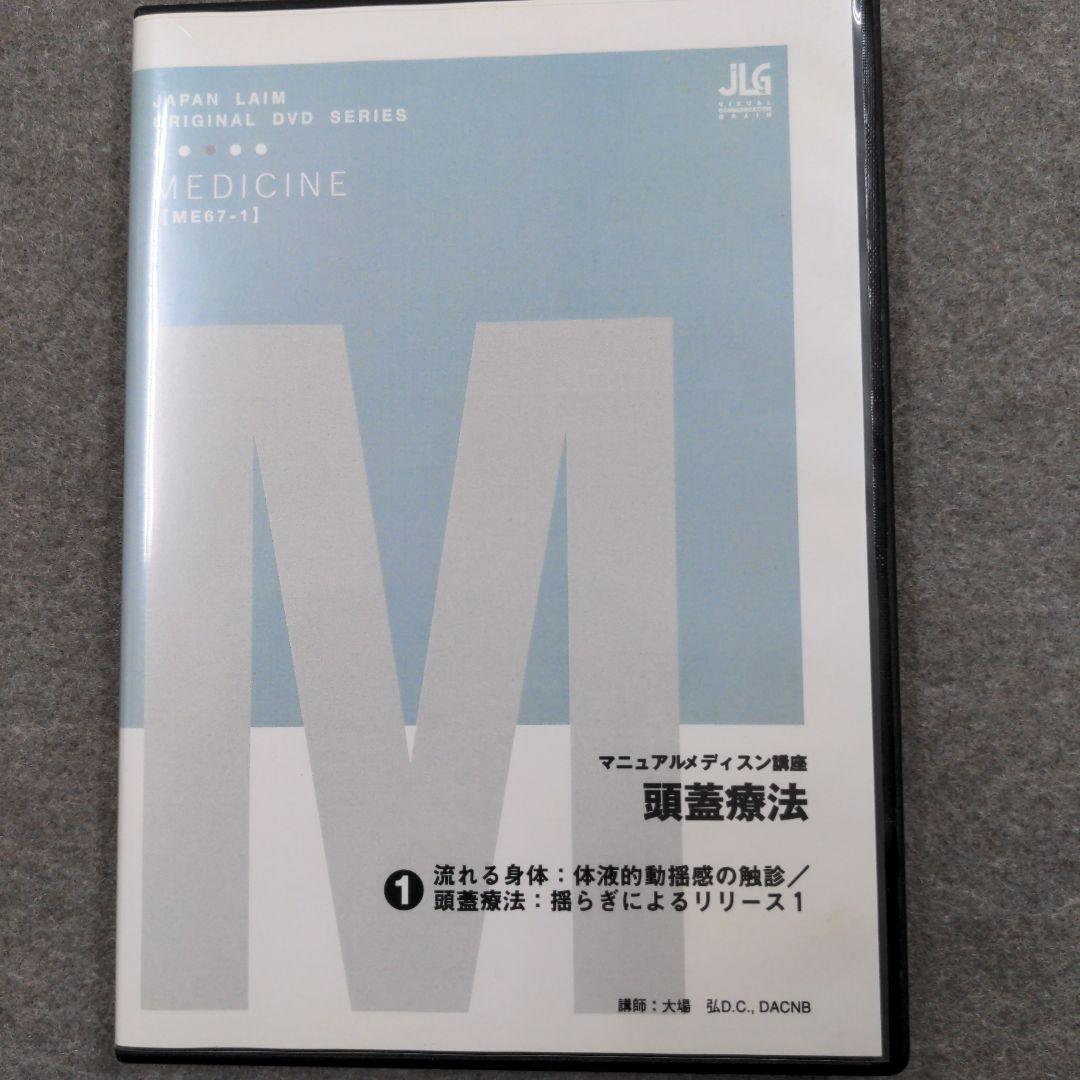 JAPAN LAIM
ORIGINAL DVD SERIES
JLG
VISUAL
COMMUNICATION
BRAIN
MEDICINE
【ME67-1】
M
マニュアルメディスン講座
頭蓋療法
❶ 流れる身体：体液的動揺感の触診／
頭蓋療法：揺らぎによるリリース1
講師：大場　弘D.C., DACNB